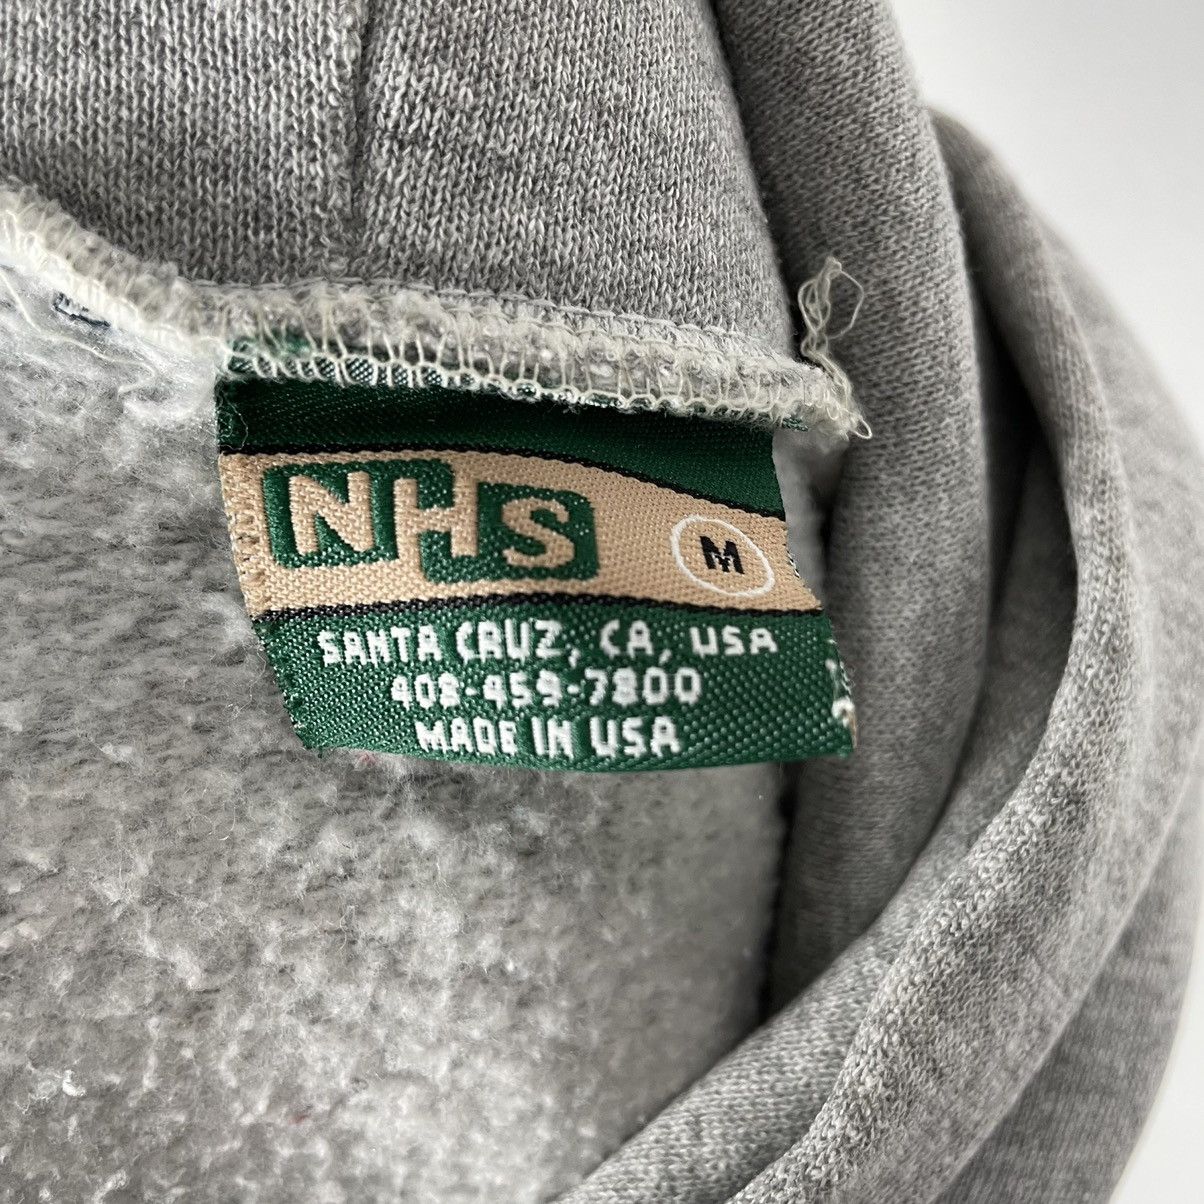 NHS M
SANTA CRUZ, CA, USA
408-459-7800
MADE IN USA